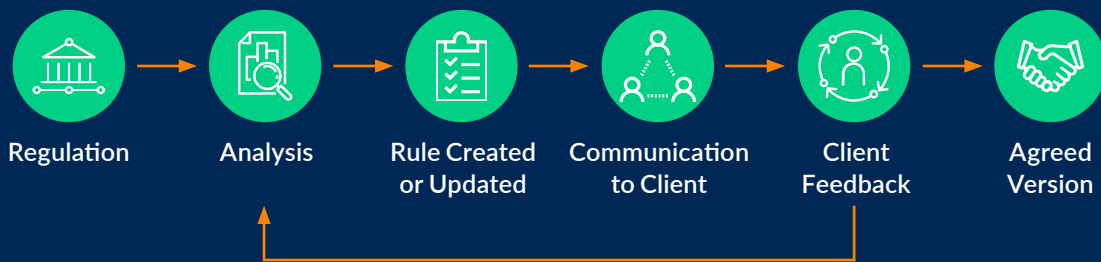 Regulation
Analysis
Rule Created
or Updated
Communication
to Client
Client
Feedback
Agreed
Version